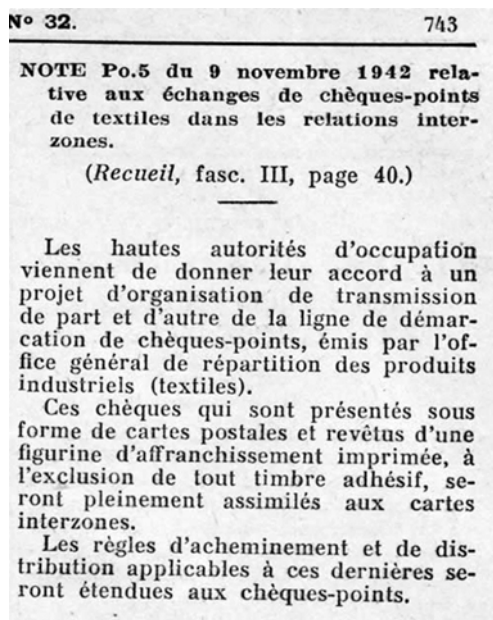 N° 32.
743
NOTE Po.5 du 9 novembre 1942 rela-
tive aux échanges de chèques-points
de textiles dans les relations inter-
zones.
(Recueil, fasc. III, page 40.)
Les hautes autorités d'occupation
viennent de donner leur accord à un
projet d'organisation de transmission
de part et d'autre de la ligne de démar-
cation de chèques-points, émis par l'of-
fice général de répartition des produits
industriels (textiles).
Ces chèques qui sont présentés sous
forme de cartes postales et revêtus d'une
figurine d'affranchissement imprimée, à
l'exclusion de tout timbre adhésif, se-
ront pleinement assimilés aux cartes
interzones.
Les règles d'acheminement et de dis-
tribution applicables à ces dernières se-
ront étendues aux chèques-points.